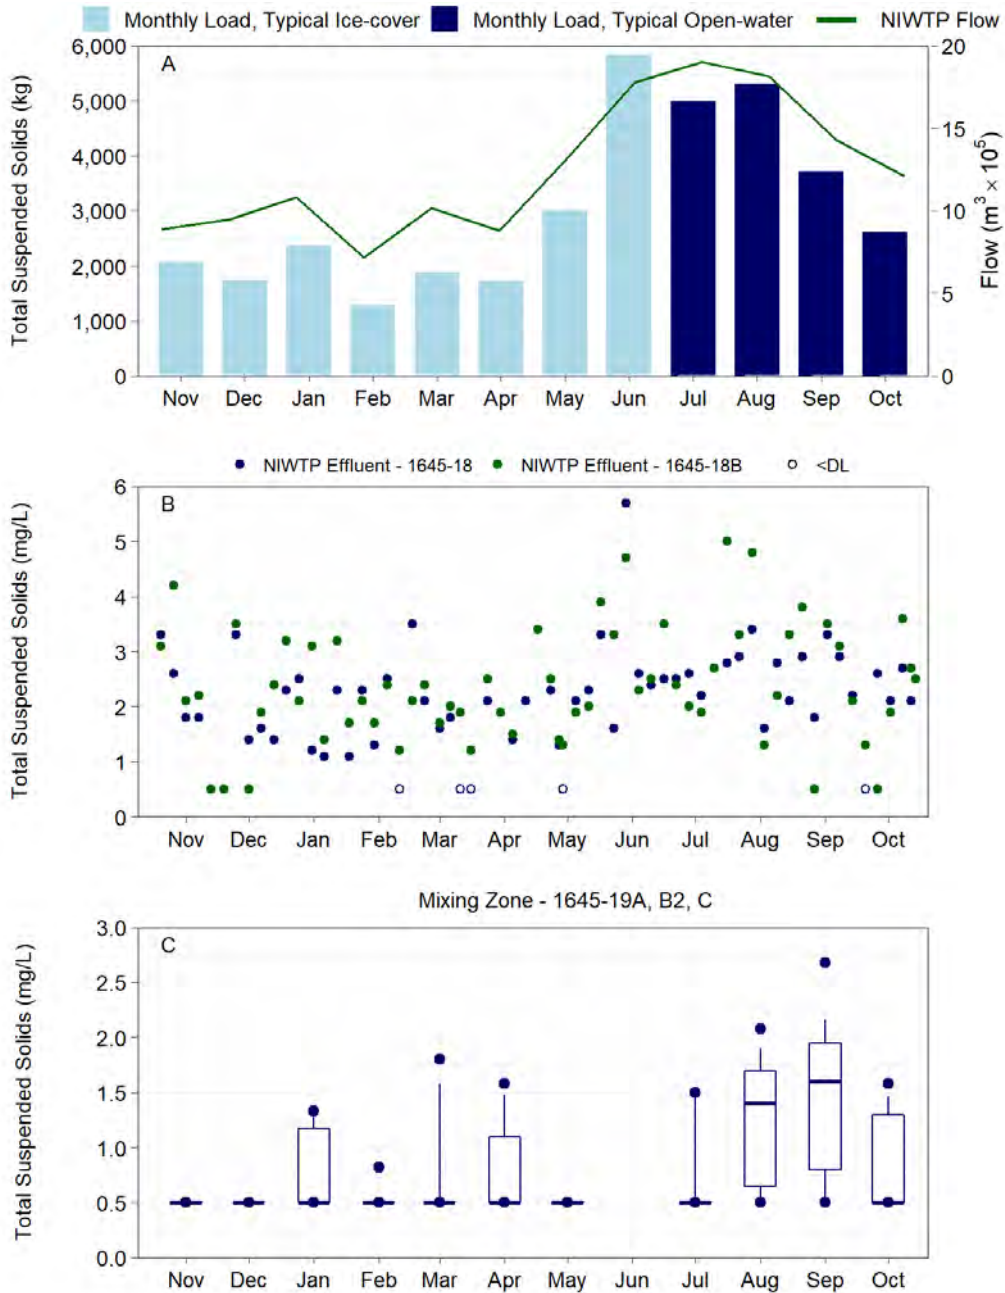 Monthly Load, Typical Ice-cover Monthly Load, Typical Open-water NIWTP Flow
A
Total Suspended Solids (kg)
6,000
5,000
4,000
3,000
2,000
1,000
0
20
15
10
5
0
Flow (m³ × 10⁵)
Nov Dec Jan Feb Mar Apr May Jun Jul Aug Sep Oct
NIWTP Effluent - 1645-18 NIWTP Effluent - 1645-18B <DL
B
Total Suspended Solids (mg/L)
6
5
4
3
2
1
0
Nov Dec Jan Feb Mar Apr May Jun Jul Aug Sep Oct
Mixing Zone - 1645-19A, B2, C
C
Total Suspended Solids (mg/L)
3.0
2.5
2.0
1.5
1.0
0.5
0.0
Nov Dec Jan Feb Mar Apr May Jun Jul Aug Sep Oct